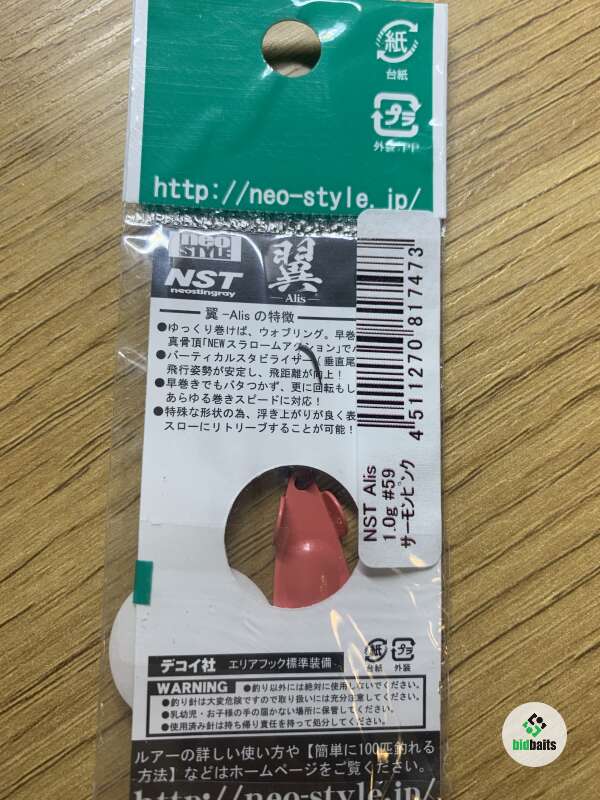 紙
台紙
プラ
外装:PP
http://neo-style.jp/
neo
STYLE
NST
neostingray
翼
Alis
翼 -Alis の特徴
●ゆっくり巻けば、ウォブリング。早巻
真骨頂「NEWスラロームアクション」で
●バーティカルスタビライザー(垂直尾
飛行姿勢が安定し、飛距離が向上!
●早巻きでもバタつかず、更に回転もし
あらゆる巻きスピードに対応!
●特殊な形状の為、浮き上がりが良く表
スローにリトリーブすることが可能!
4 511270 817473
NST Alis
1.0g #59
サーモンピンク
紙
台紙
プラ
外装
デコイ社 エリアフック標準装備
WARNING ●釣り以外には絶対に使用しないでください。
●釣り針は大変危険ですので取り扱いには充分注意してください。
●乳幼児・お子様の手の届かない場所に保管してください。
●使用済み針は持ち帰り責任を持って処分してください。
ルアーの詳しい使い方や【簡単に100匹釣れる
方法】などはホームページをご覧ください。
http://neo-style.jp/
bidbaits